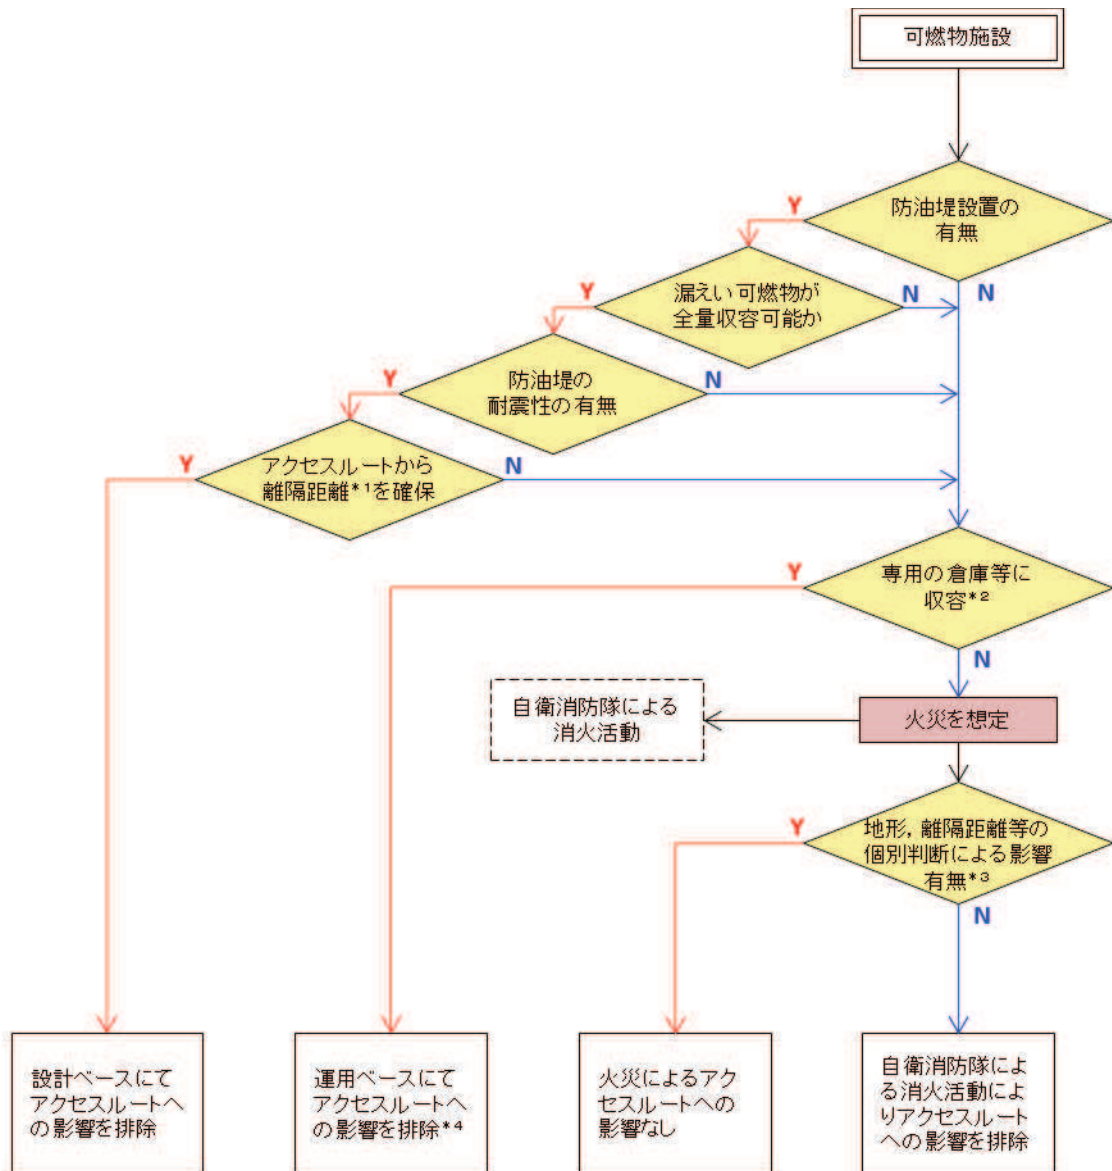 可燃物施設
防油堤設置の
有無
Y
N
漏えい可燃物が
全量収容可能か
Y
N
防油堤の
耐震性の有無
Y
N
アクセスルートから
離隔距離*1を確保
Y
N
専用の倉庫等に
収容*2
Y
N
火災を想定
自衛消防隊による
消火活動
地形，離隔距離等の
個別判断による影響
有無*3
Y
N
設計ベースにて
アクセスルートへ
の影響を排除
運用ベースにて
アクセスルートへ
の影響を排除*4
火災によるアク
セスルートへの
影響なし
自衛消防隊によ
る消火活動によ
りアクセスルート
への影響を排除